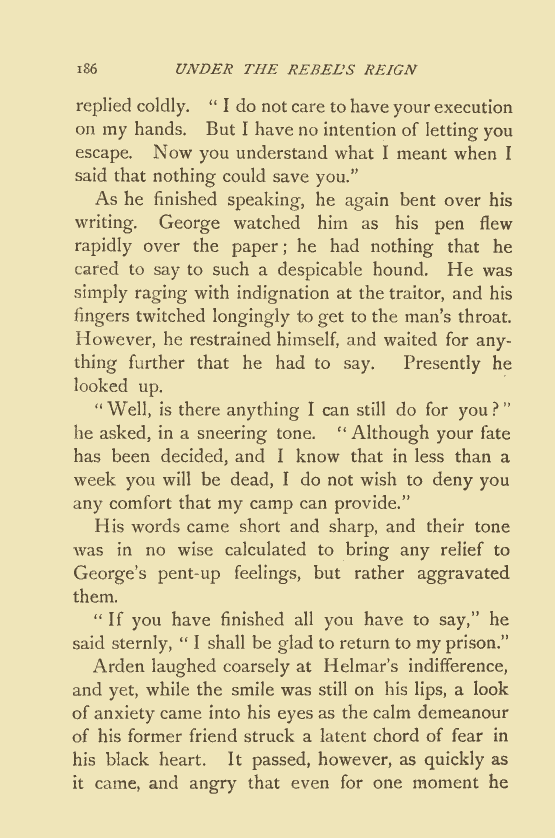 186 UNDER THE REBEL'S REIGN
replied coldly. “ I do not care to have your execution
on my hands. But I have no intention of letting you
escape. Now you understand what I meant when I
said that nothing could save you.”
As he finished speaking, he again bent over his
writing. George watched him as his pen flew
rapidly over the paper ; he had nothing that he
cared to say to such a despicable hound. He was
simply raging with indignation at the traitor, and his
fingers twitched longingly to get to the man's throat.
However, he restrained himself, and waited for any-
thing further that he had to say. Presently he
looked up.
“ Well, is there anything I can still do for you ? ”
he asked, in a sneering tone. “ Although your fate
has been decided, and I know that in less than a
week you will be dead, I do not wish to deny you
any comfort that my camp can provide.”
His words came short and sharp, and their tone
was in no wise calculated to bring any relief to
George's pent-up feelings, but rather aggravated
them.
“ If you have finished all you have to say,” he
said sternly, “ I shall be glad to return to my prison.”
Arden laughed coarsely at Helmar's indifference,
and yet, while the smile was still on his lips, a look
of anxiety came into his eyes as the calm demeanour
of his former friend struck a latent chord of fear in
his black heart. It passed, however, as quickly as
it came, and angry that even for one moment he